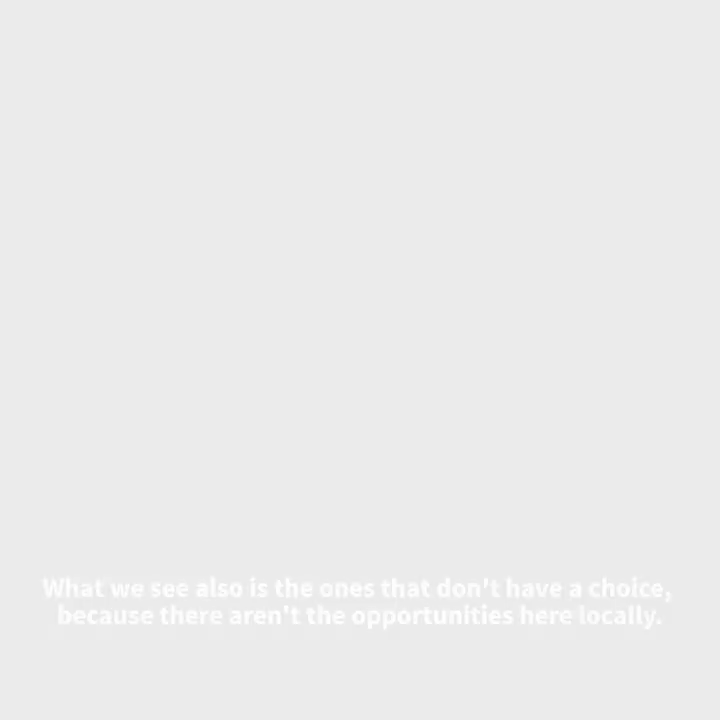 What we see also is the ones that don't have a choice,
because there aren't the opportunities here locally.